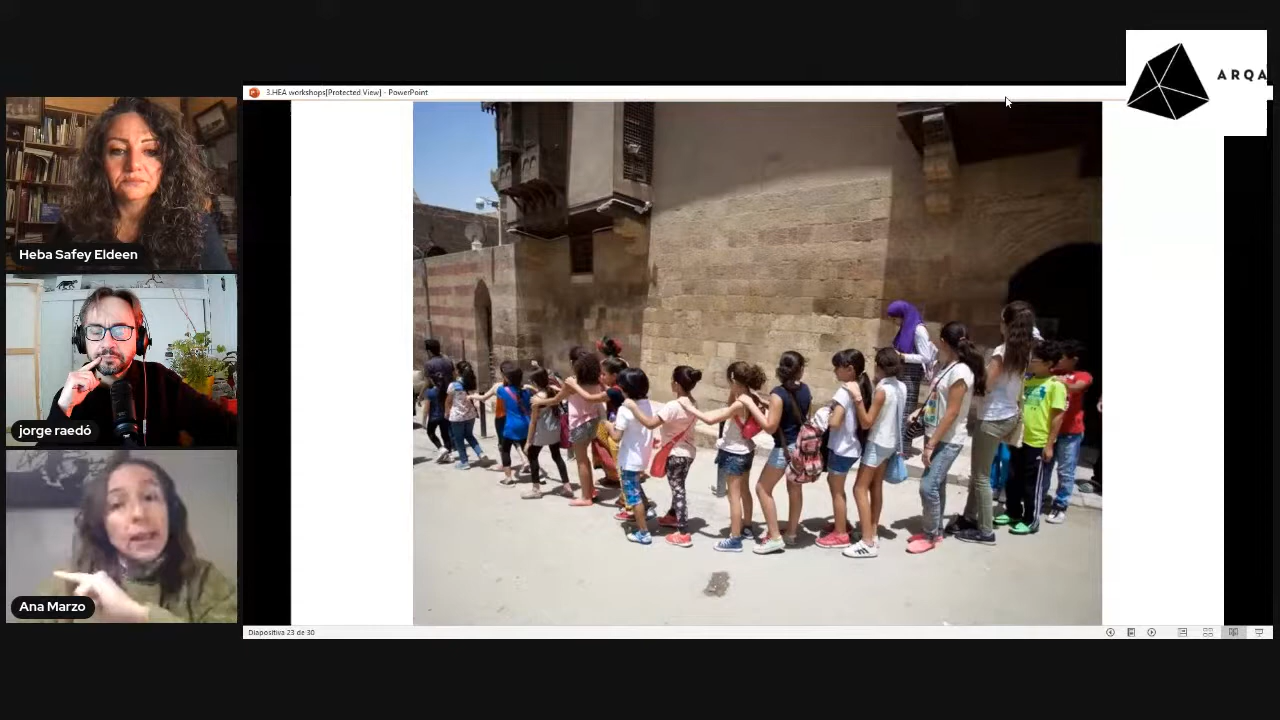 ARQA
3.HEA workshops[Protected View] - PowerPoint
Heba Safey Eldeen
jorge raedó
Ana Marzo
Diapositiva 23 de 30